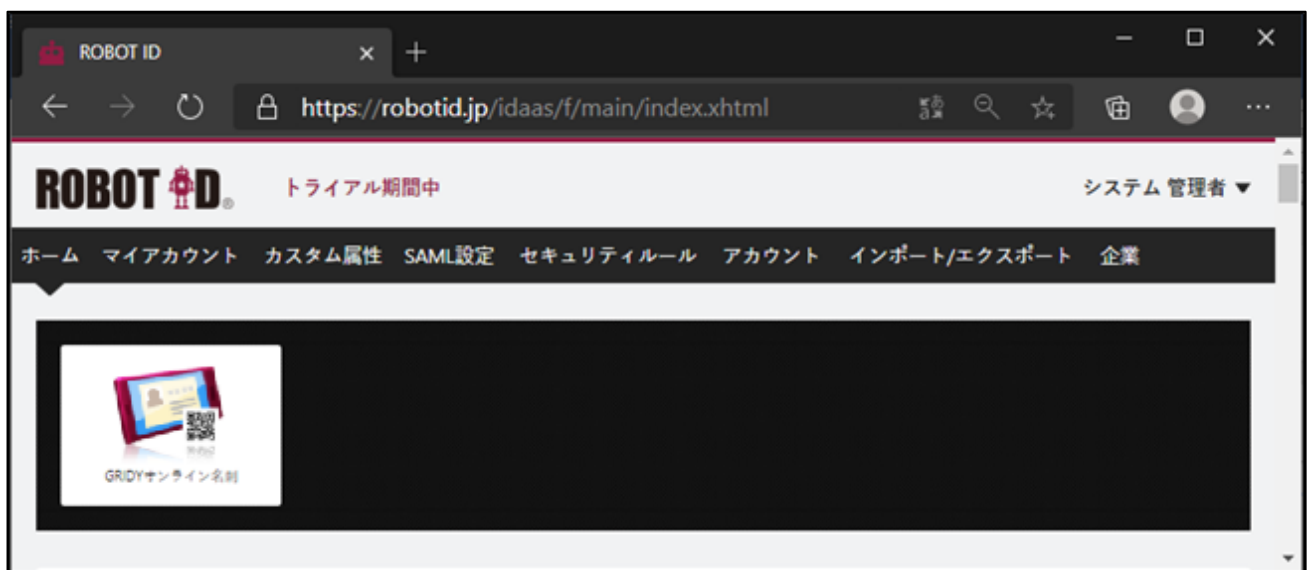 ROBOT ID
https://robotid.jp/idaas/f/main/index.xhtml
ROBOT ID® トライアル期間中 システム 管理者 ▼
ホーム マイアカウント カスタム属性 SAML設定 セキュリティルール アカウント インポート/エクスポート 企業
GRIDYオンライン名刺